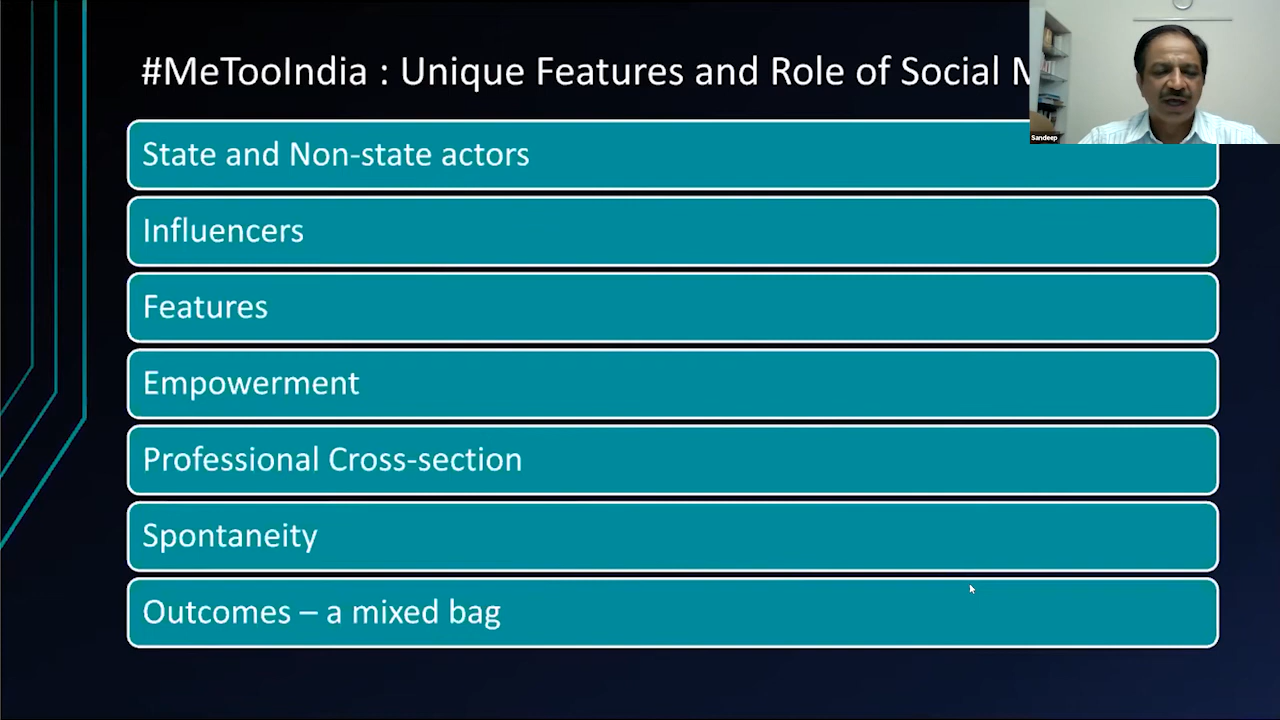 #MeTooIndia : Unique Features and Role of Social
Sandeep
State and Non-state actors
Influencers
Features
Empowerment
Professional Cross-section
Spontaneity
Outcomes – a mixed bag